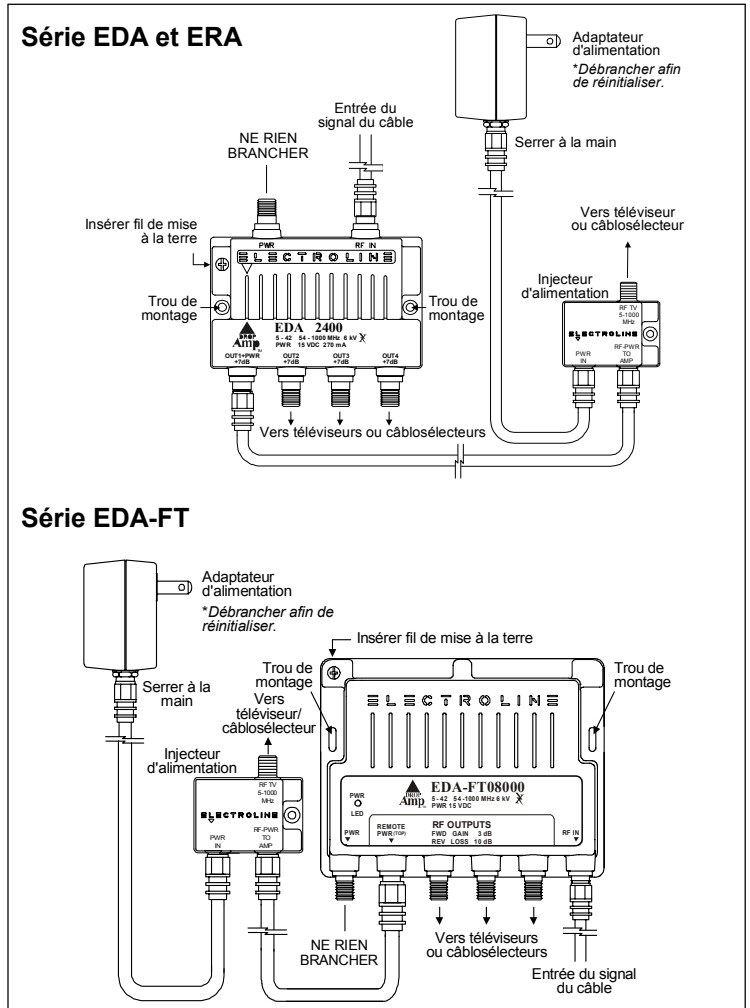 Série EDA et ERA
Adaptateur
d'alimentation
*Débrancher afin
de réinitialiser.
Entrée du
signal du câble
NE RIEN
BRANCHER
Serrer à la main
Insérer fil de mise
à la terre
Vers téléviseur
ou câblosélecteur
PWR
RF IN
ELECTROLINE
Injecteur
d'alimentation
Trou de
montage
Trou de
montage
RF TV
5-1000
MHz
ELECTROLINE
DROP
Amp
EDA 2400
5 - 42 54 - 1000 MHz 6 kV
PWR 15 VDC 270 mA
PWR
IN
RF-PWR
TO
AMP
OUT1+PWR
+7dB
OUT2
+7dB
OUT3
+7dB
OUT4
+7dB
Vers téléviseurs ou câblosélecteurs
Série EDA-FT
Adaptateur
d'alimentation
*Débrancher afin de
réinitialiser.
Insérer fil de mise à la terre
Trou de
montage
Trou de
montage
Serrer à la
main
Vers
téléviseur/
câblosélecteur
ELECTROLINE
Injecteur
d'alimentation
RF TV
5-1000
MHz
ELECTROLINE
PWR
IN
RF-PWR
TO
AMP
PWR
LED
DROP
Amp
EDA-FT08000
5 - 42 54 -1000 MHz 6 kV
PWR 15 VDC
PWR
REMOTE
PWR (TOP)
RF OUTPUTS
FWD GAIN 3 dB
REV LOSS 10 dB
RF IN
NE RIEN
BRANCHER
Vers téléviseurs
ou câblosélecteurs
Entrée du signal
du câble